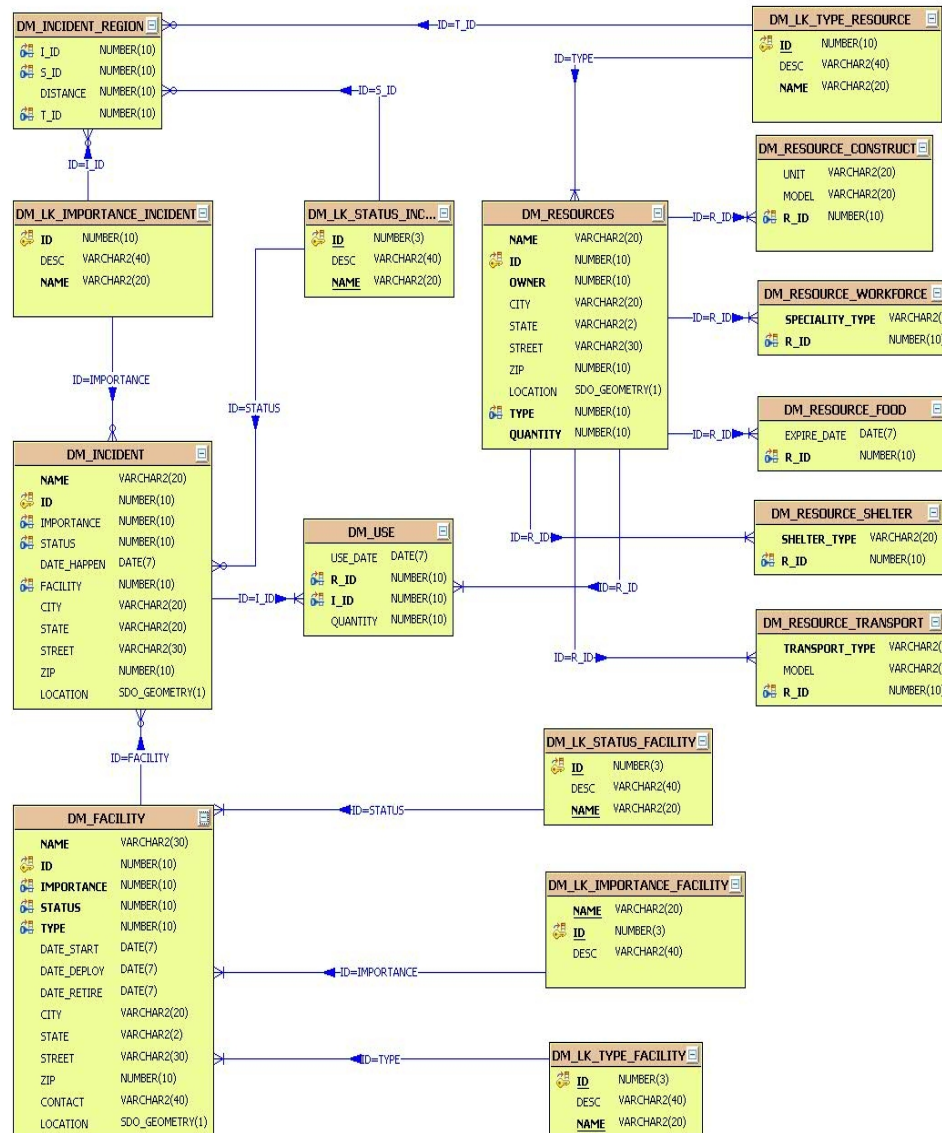 DM_INCIDENT_REGION
I_ID NUMBER(10)
S_ID NUMBER(10)
DISTANCE NUMBER(10)
T_ID NUMBER(10)
ID=T_ID
DM_LK_TYPE_RESOURCE
ID NUMBER(10)
DESC VARCHAR2(40)
NAME VARCHAR2(20)
ID=TYPE
ID=S_ID
ID=I_ID
DM_LK_IMPORTANCE_INCIDENT
ID NUMBER(10)
DESC VARCHAR2(40)
NAME VARCHAR2(20)
DM_LK_STATUS_INC...
ID NUMBER(3)
DESC VARCHAR2(40)
NAME VARCHAR2(20)
DM_RESOURCES
NAME VARCHAR2(20)
ID NUMBER(10)
OWNER NUMBER(10)
CITY VARCHAR2(20)
STATE VARCHAR2(2)
STREET VARCHAR2(30)
ZIP NUMBER(10)
LOCATION SDO_GEOMETRY(1)
TYPE NUMBER(10)
QUANTITY NUMBER(10)
ID=R_ID
DM_RESOURCE_CONSTRUCT
UNIT VARCHAR2(20)
MODEL VARCHAR2(20)
R_ID NUMBER(10)
ID=R_ID
DM_RESOURCE_WORKFORCE
SPECIALITY_TYPE VARCHAR2(
R_ID NUMBER(10)
ID=R_ID
DM_RESOURCE_FOOD
EXPIRE_DATE DATE(7)
R_ID NUMBER(10)
ID=R_ID
DM_RESOURCE_SHELTER
SHELTER_TYPE VARCHAR2(20)
R_ID NUMBER(10)
ID=R_ID
ID=R_ID
DM_RESOURCE_TRANSPORT
TRANSPORT_TYPE VARCHAR2(
MODEL VARCHAR2(
R_ID NUMBER(10)
ID=IMPORTANCE
ID=STATUS
DM_INCIDENT
NAME VARCHAR2(20)
ID NUMBER(10)
IMPORTANCE NUMBER(10)
STATUS NUMBER(10)
DATE_HAPPEN DATE(7)
FACILITY NUMBER(10)
CITY VARCHAR2(20)
STATE VARCHAR2(20)
STREET VARCHAR2(30)
ZIP NUMBER(10)
LOCATION SDO_GEOMETRY(1)
ID=I_ID
DM_USE
USE_DATE DATE(7)
R_ID NUMBER(10)
I_ID NUMBER(10)
QUANTITY NUMBER(10)
ID=FACILITY
DM_FACILITY
NAME VARCHAR2(30)
ID NUMBER(10)
IMPORTANCE NUMBER(10)
STATUS NUMBER(10)
TYPE NUMBER(10)
DATE_START DATE(7)
DATE_DEPLOY DATE(7)
DATE_RETIRE DATE(7)
CITY VARCHAR2(20)
STATE VARCHAR2(2)
STREET VARCHAR2(30)
ZIP NUMBER(10)
CONTACT VARCHAR2(40)
LOCATION SDO_GEOMETRY(1)
ID=STATUS
DM_LK_STATUS_FACILITY
ID NUMBER(3)
DESC VARCHAR2(40)
NAME VARCHAR2(20)
ID=IMPORTANCE
DM_LK_IMPORTANCE_FACILITY
NAME VARCHAR2(20)
ID NUMBER(3)
DESC VARCHAR2(40)
ID=TYPE
DM_LK_TYPE_FACILITY
ID NUMBER(3)
DESC VARCHAR2(40)
NAME VARCHAR2(20)